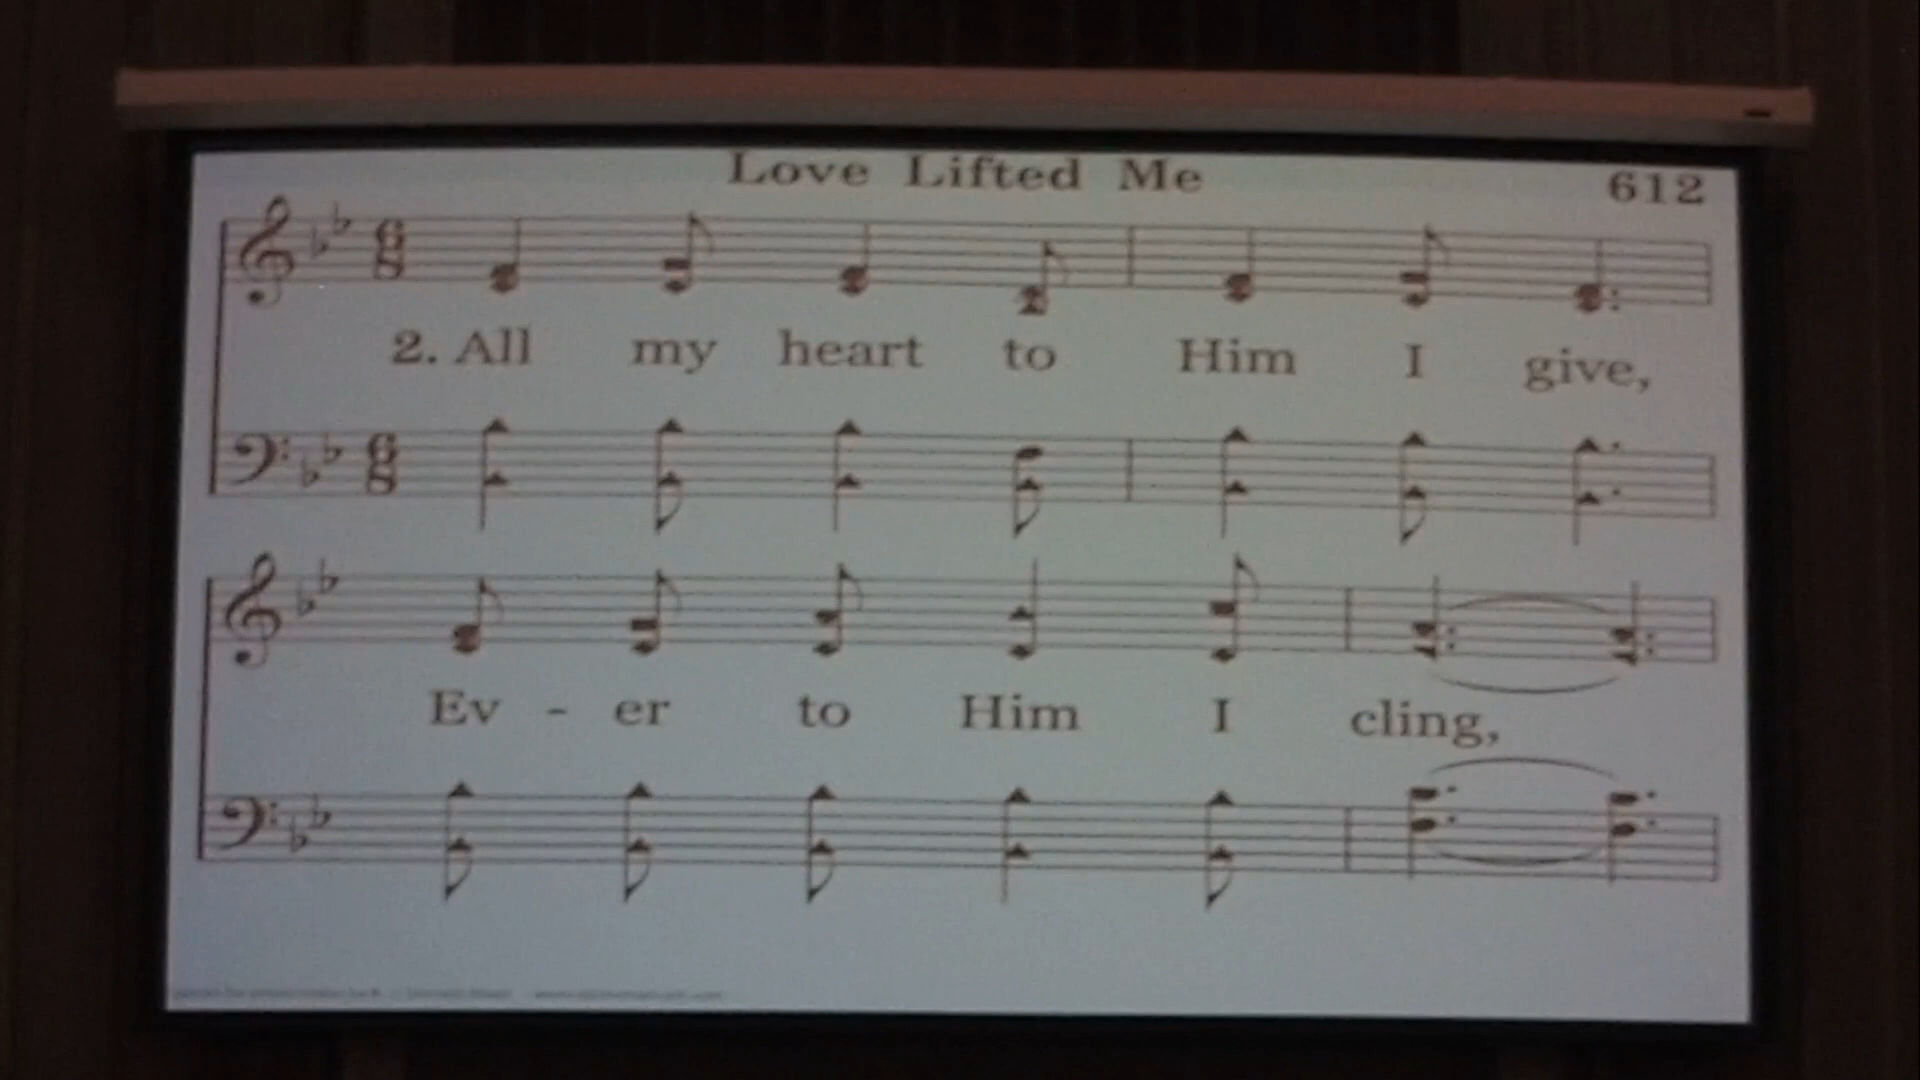 Love Lifted Me 612
2. All my heart to Him I give,
Ev - er to Him I cling,